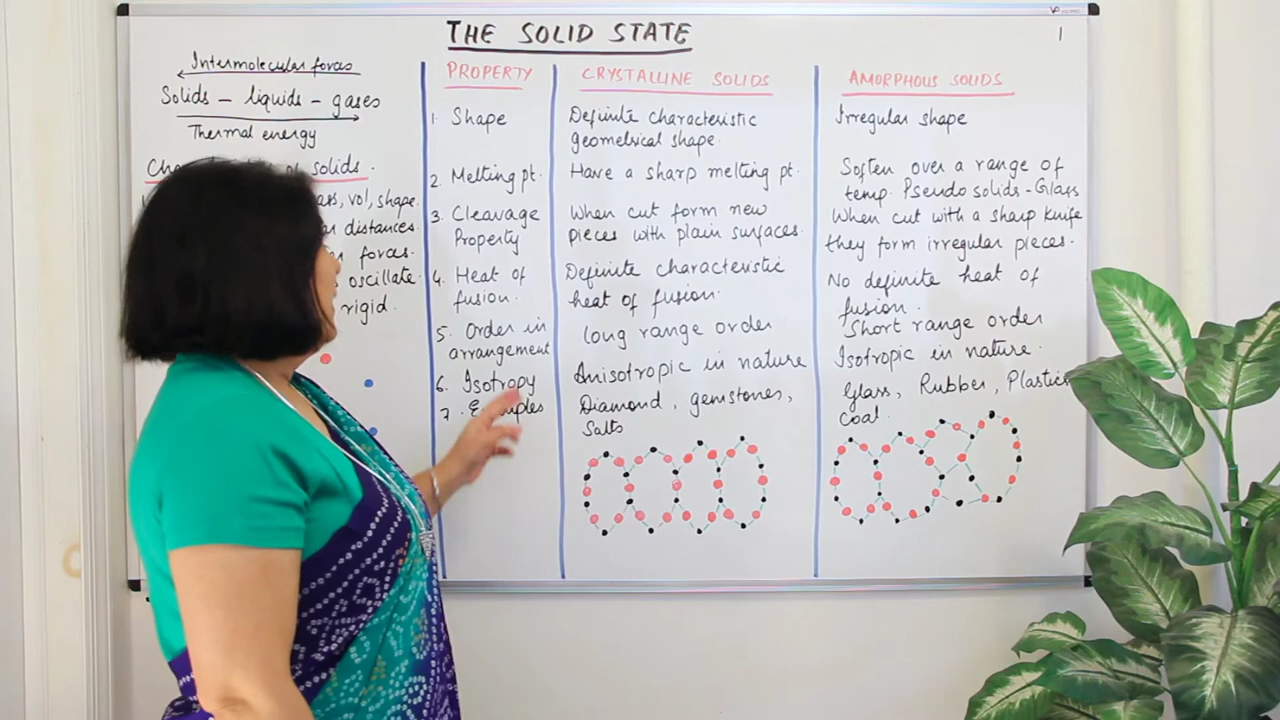 THE SOLID STATE
1
Intermolecular forces
Solids – liquids – gases
Thermal energy
of solids.
vol, shape.
distances.
forces.
oscillate.
rigid.
PROPERTY
1. Shape
2. Melting pt.
3. Cleavage
Property
4. Heat of
fusion.
5. Order in
arrangement
6. Isotropy
7.
CRYSTALLINE SOLIDS
Definite characteristic
geometrical shape.
Have a sharp melting pt.
When cut form new
pieces with plain surfaces.
Definite characteristic
heat of fusion.
long range order
Anisotropic in nature
Diamond, gemstones,
Salts
AMORPHOUS SOLIDS
Irregular shape
Soften over a range of
temp. Pseudo solids - Glass
When cut with a sharp knife
they form irregular pieces.
No definite heat of
fusion.
Short range order
Isotropic in nature.
Glass, Rubber, Plastics
Coal.